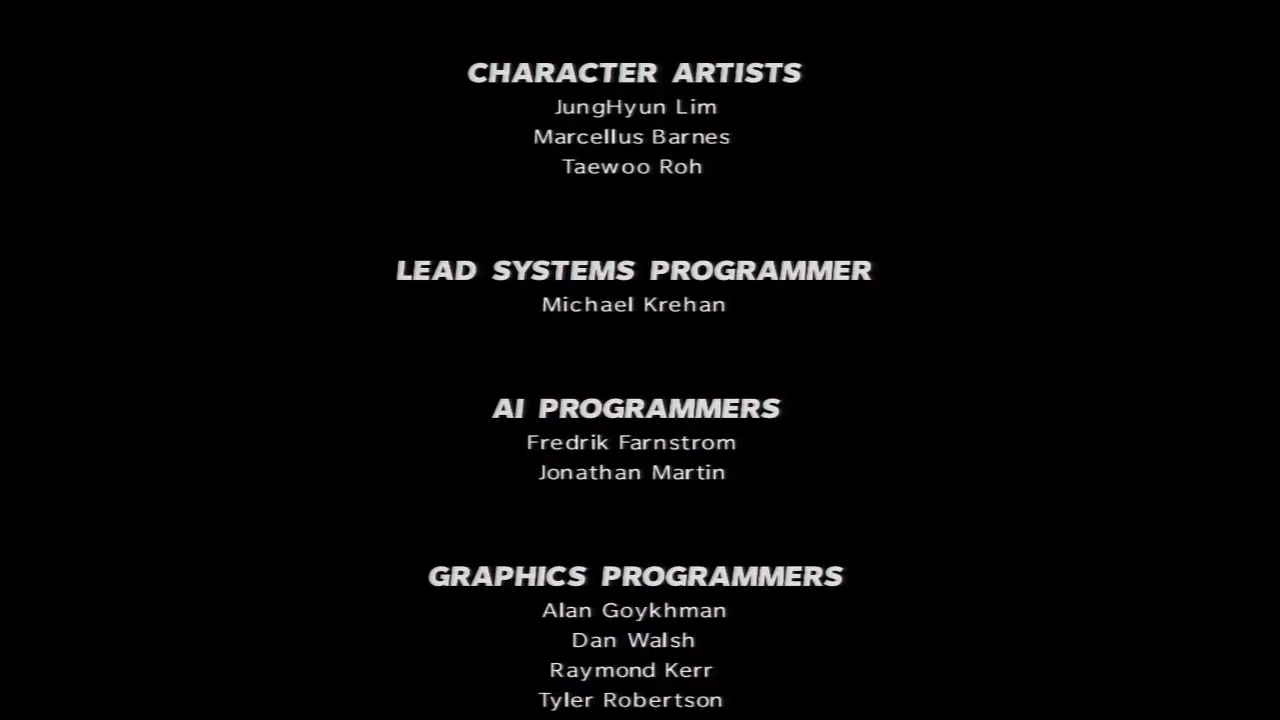 CHARACTER ARTISTS
JungHyun Lim
Marcellus Barnes
Taewoo Roh
LEAD SYSTEMS PROGRAMMER
Michael Krehan
AI PROGRAMMERS
Fredrik Farnstrom
Jonathan Martin
GRAPHICS PROGRAMMERS
Alan Goykhman
Dan Walsh
Raymond Kerr
Tyler Robertson